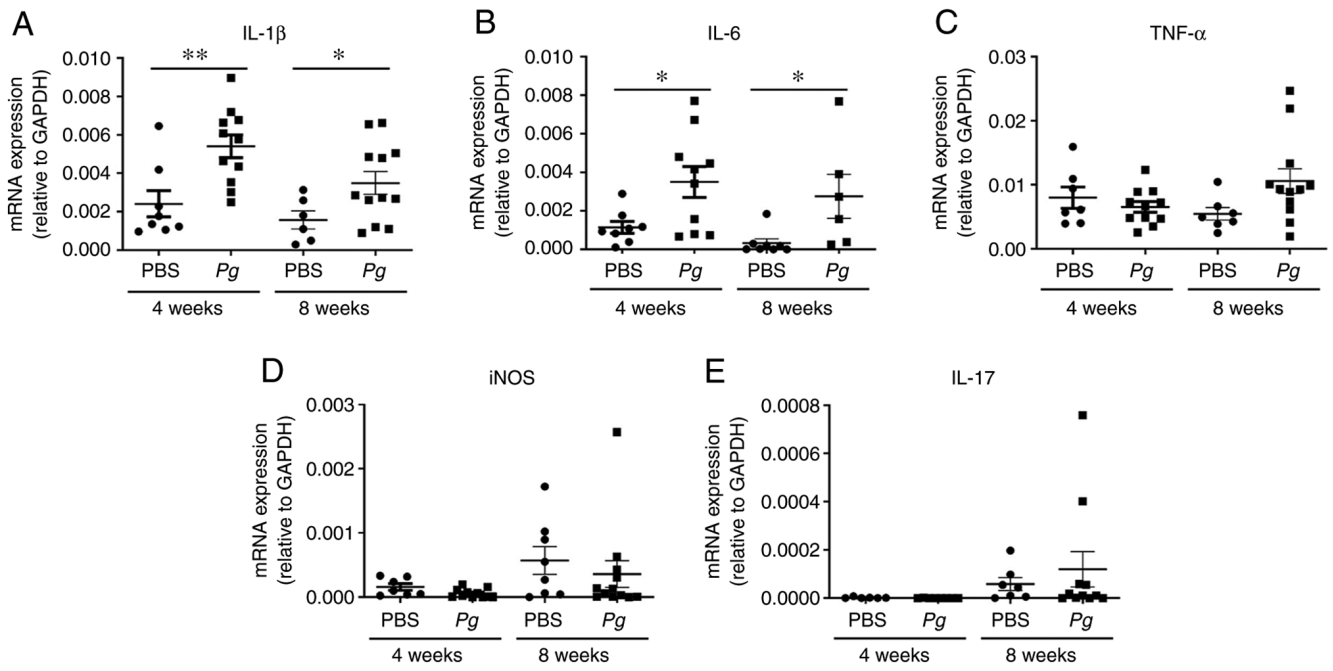 A
IL-1β
mRNA expression
(relative to GAPDH)
0.010
0.008
0.006
0.004
0.002
0.000
**
*
PBS Pg PBS Pg
4 weeks 8 weeks
B
IL-6
mRNA expression
(relative to GAPDH)
0.010
0.008
0.006
0.004
0.002
0.000
*
*
PBS Pg PBS Pg
4 weeks 8 weeks
C
TNF-α
mRNA expression
(relative to GAPDH)
0.03
0.02
0.01
0.00
PBS Pg PBS Pg
4 weeks 8 weeks
D
iNOS
mRNA expression
(relative to GAPDH)
0.003
0.002
0.001
0.000
PBS Pg PBS Pg
4 weeks 8 weeks
E
IL-17
mRNA expression
(relative to GAPDH)
0.0008
0.0006
0.0004
0.0002
0.0000
PBS Pg PBS Pg
4 weeks 8 weeks